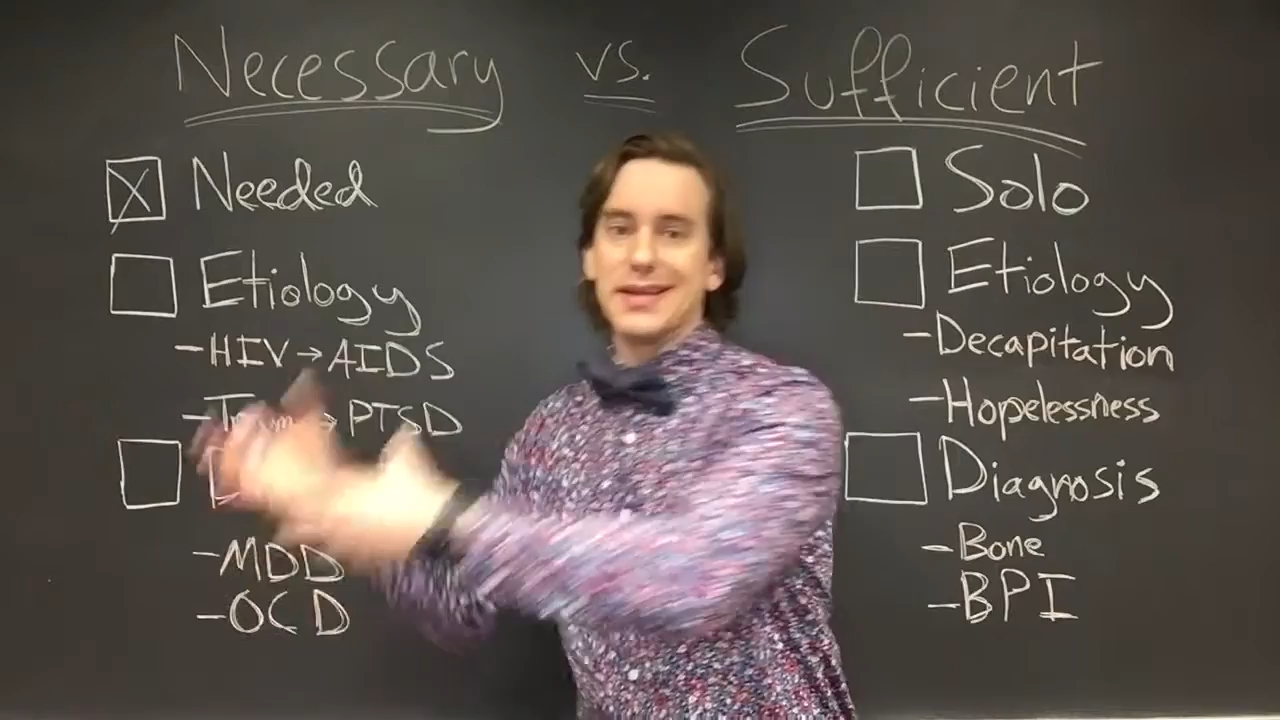 Necessary vs. Sufficient
Needed
Etiology
-HIV→AIDS
→PTSD
-MDD
-OCD
Solo
Etiology
-Decapitation
-Hopelessness
Diagnosis
-Bone
-BPI